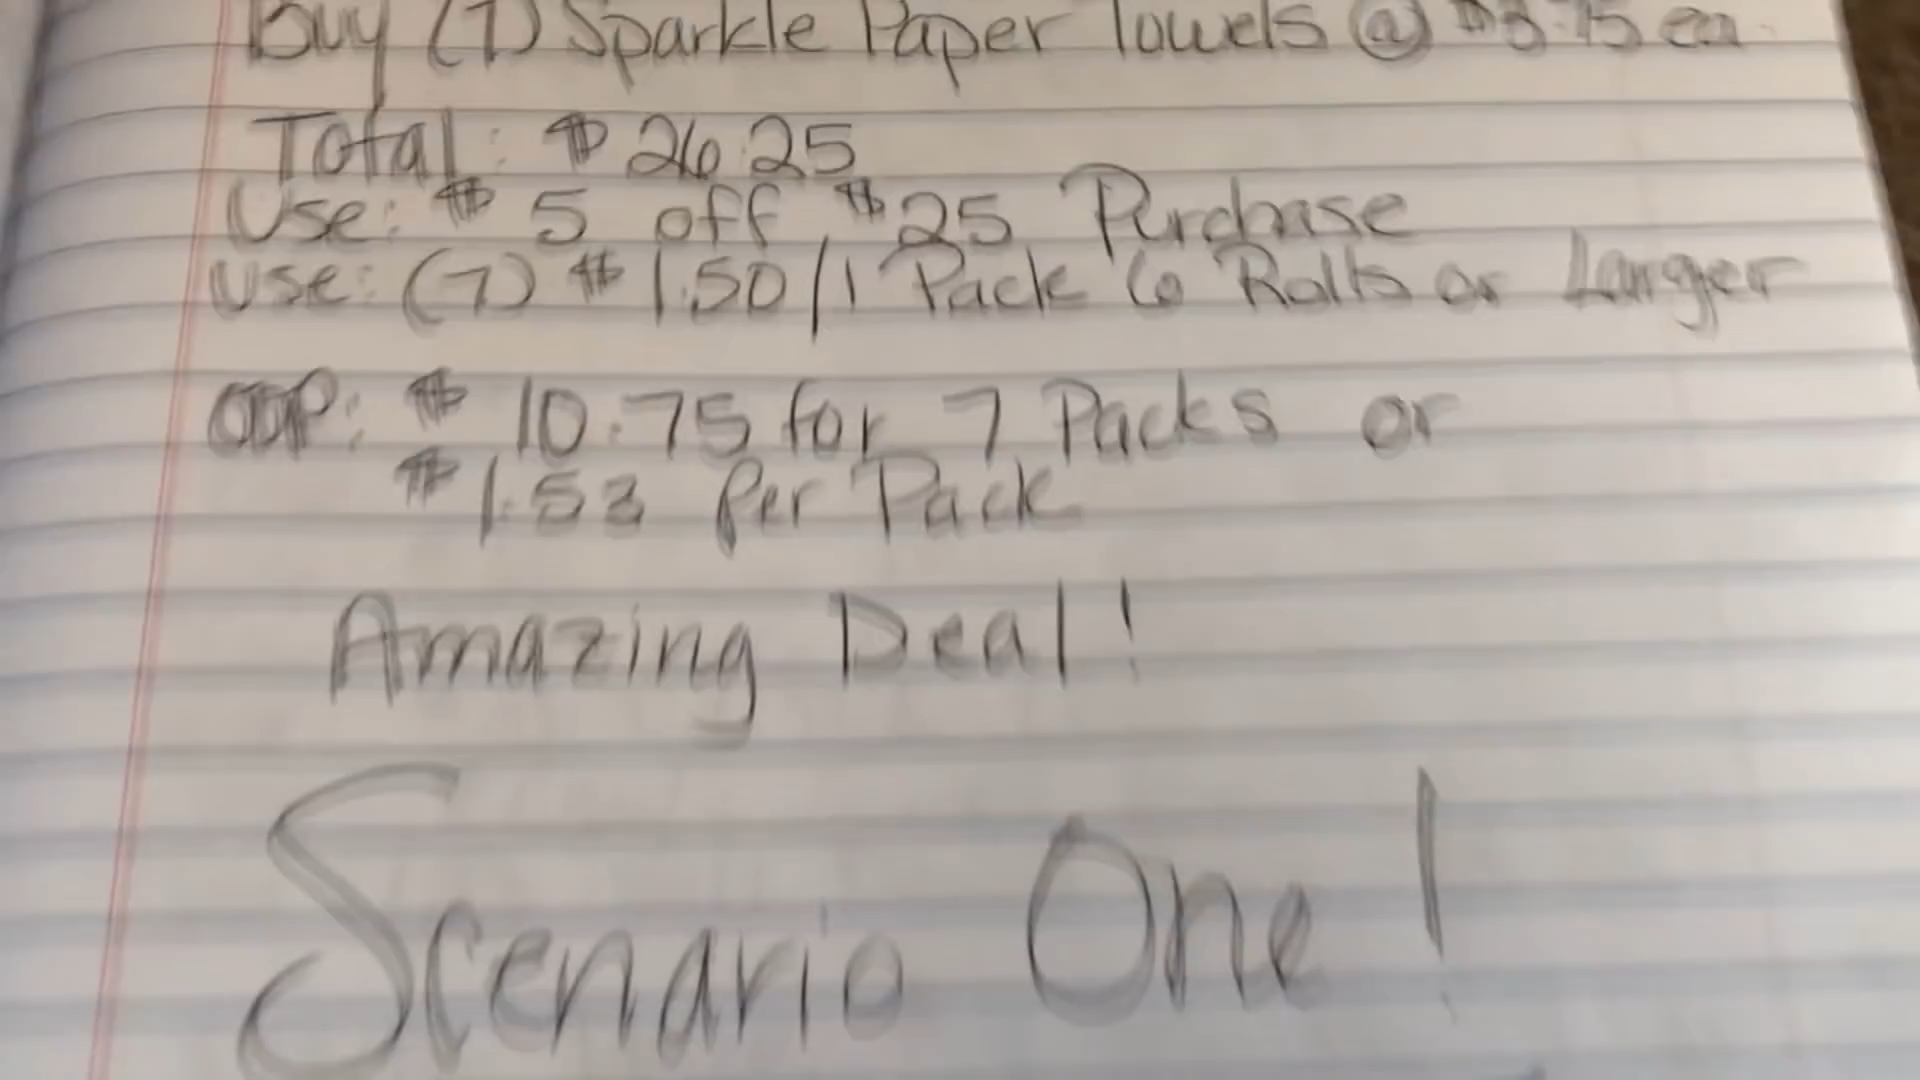 Buy (7) Sparkle Paper Towels @ $3.75 ea.
Total: $26.25
Use: $5 off $25 Purchase
Use: (7) $1.50/1 Pack 6 Rolls or Larger
OOP: $10.75 for 7 Packs or
$1.53 Per Pack
Amazing Deal!
Scenario One!